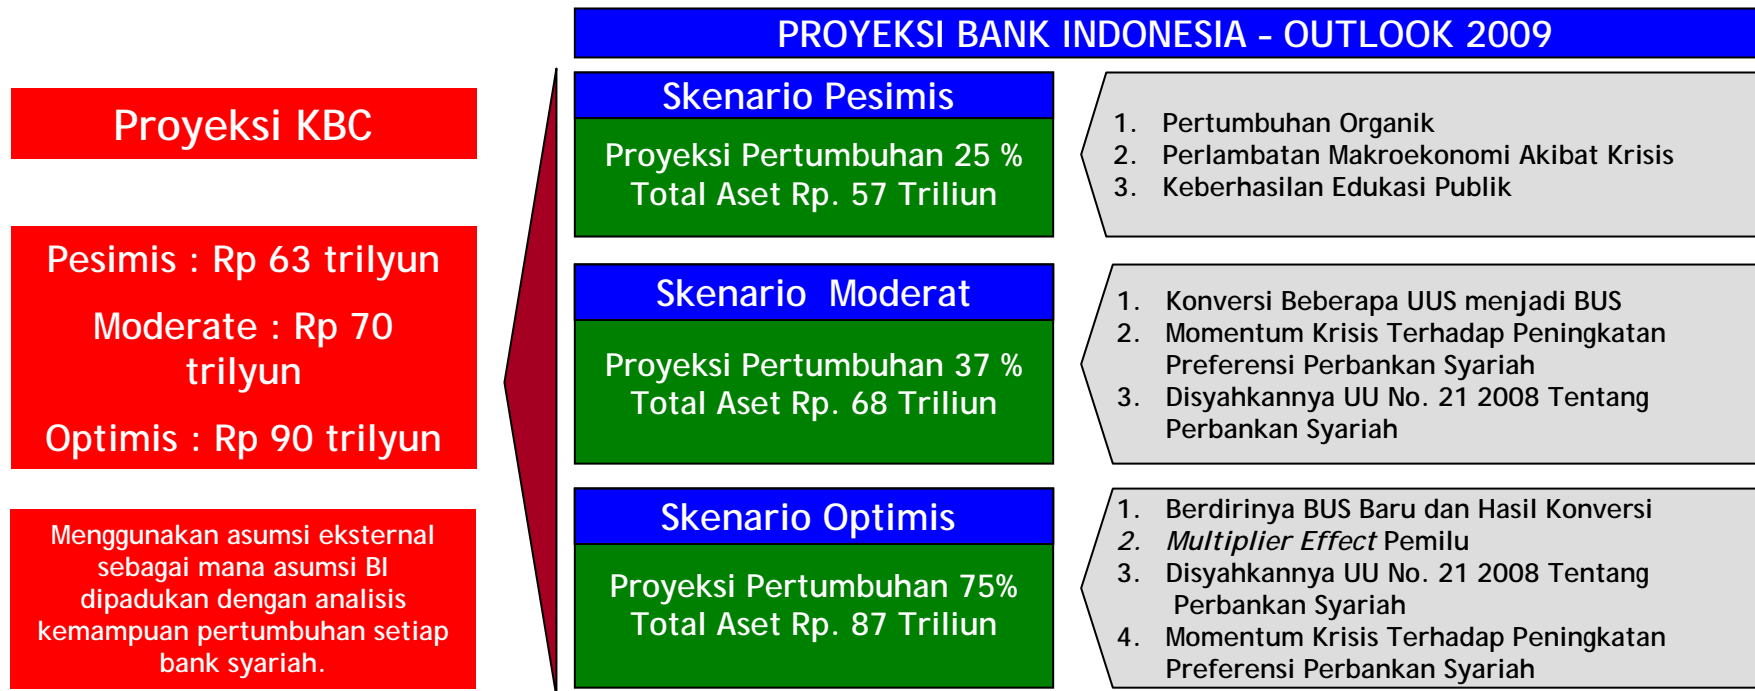 PROYEKSI BANK INDONESIA - OUTLOOK 2009
Proyeksi KBC
Pesimis : Rp 63 trilyun
Moderate : Rp 70
trilyun
Optimis : Rp 90 trilyun
Menggunakan asumsi eksternal
sebagai mana asumsi BI
dipadukan dengan analisis
kemampuan pertumbuhan setiap
bank syariah.
Skenario Pesimis
Proyeksi Pertumbuhan 25 %
Total Aset Rp. 57 Triliun
1. Pertumbuhan Organik
2. Perlambatan Makroekonomi Akibat Krisis
3. Keberhasilan Edukasi Publik
Skenario Moderat
Proyeksi Pertumbuhan 37 %
Total Aset Rp. 68 Triliun
1. Konversi Beberapa UUS menjadi BUS
2. Momentum Krisis Terhadap Peningkatan
Preferensi Perbankan Syariah
3. Disyahkannya UU No. 21 2008 Tentang
Perbankan Syariah
Skenario Optimis
Proyeksi Pertumbuhan 75%
Total Aset Rp. 87 Triliun
1. Berdirinya BUS Baru dan Hasil Konversi
2. Multiplier Effect Pemilu
3. Disyahkannya UU No. 21 2008 Tentang
Perbankan Syariah
4. Momentum Krisis Terhadap Peningkatan
Preferensi Perbankan Syariah